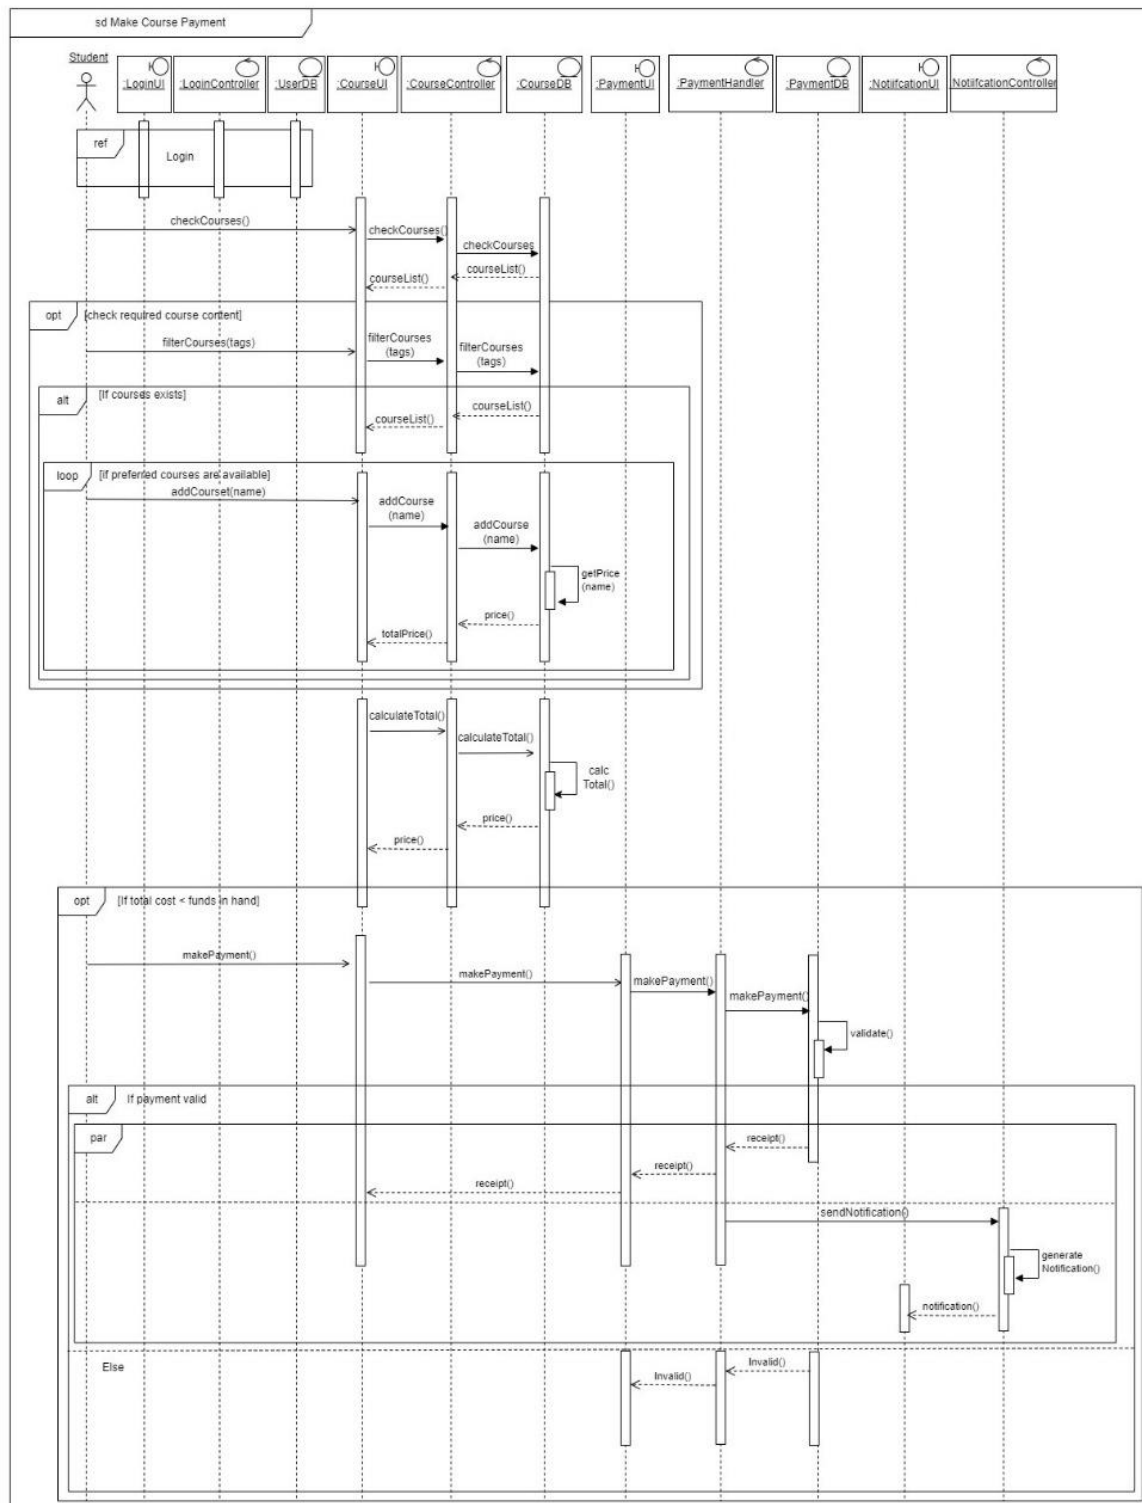 sd Make Course Payment
Student
:LoginUI
:LoginController
:UserDB
:CourseUI
:CourseController
:CourseDB
:PaymentUI
:PaymentHandler
:PaymentDB
:NotiifcationUI
:NotiifcationController
ref
Login
checkCourses()
checkCourses()
checkCourses
courseList()
courseList()
opt
[check required course content]
filterCourses(tags)
filterCourses
(tags)
filterCourses
(tags)
alt
[If courses exists]
courseList()
courseList()
loop
[if preferred courses are available]
addCourset(name)
addCourse
(name)
addCourse
(name)
getPrice
(name)
price()
totalPrice()
calculateTotal()
calculateTotal()
calc
Total()
price()
price()
opt
[If total cost < funds in hand]
makePayment()
makePayment()
makePayment()
makePayment()
validate()
alt
If payment valid
par
receipt()
receipt()
receipt()
sendNotification()
generate
Notification()
notification()
Else
Invalid()
Invalid()